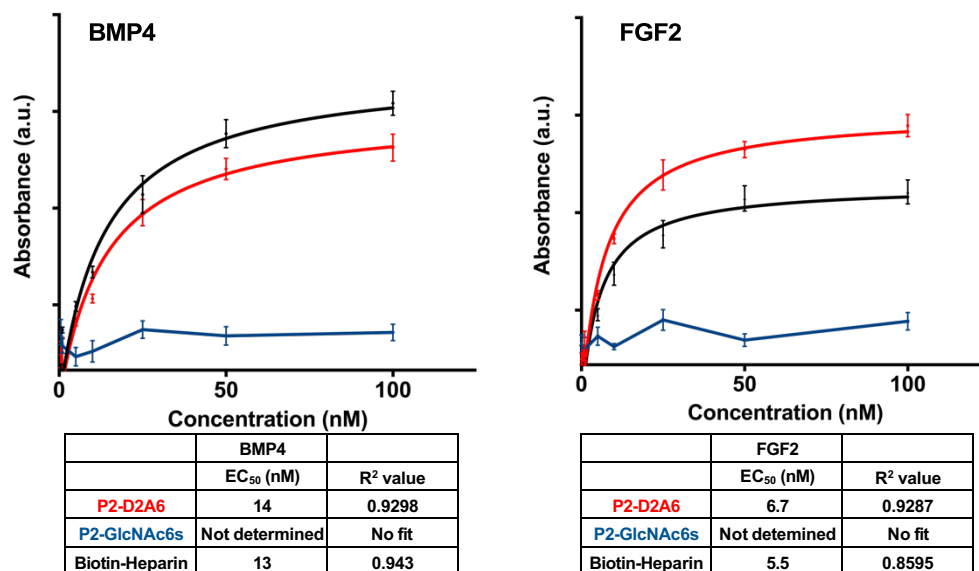 BMP4
Absorbance (a.u.)
0
50
100
Concentration (nM)
BMP4
EC50 (nM) R2 value
P2-D2A6 14 0.9298
P2-GlcNAc6s Not determined No fit
Biotin-Heparin 13 0.943
FGF2
Absorbance (a.u.)
0
50
100
Concentration (nM)
FGF2
EC50 (nM) R2 value
P2-D2A6 6.7 0.9287
P2-GlcNAc6s Not detemined No fit
Biotin-Heparin 5.5 0.8595